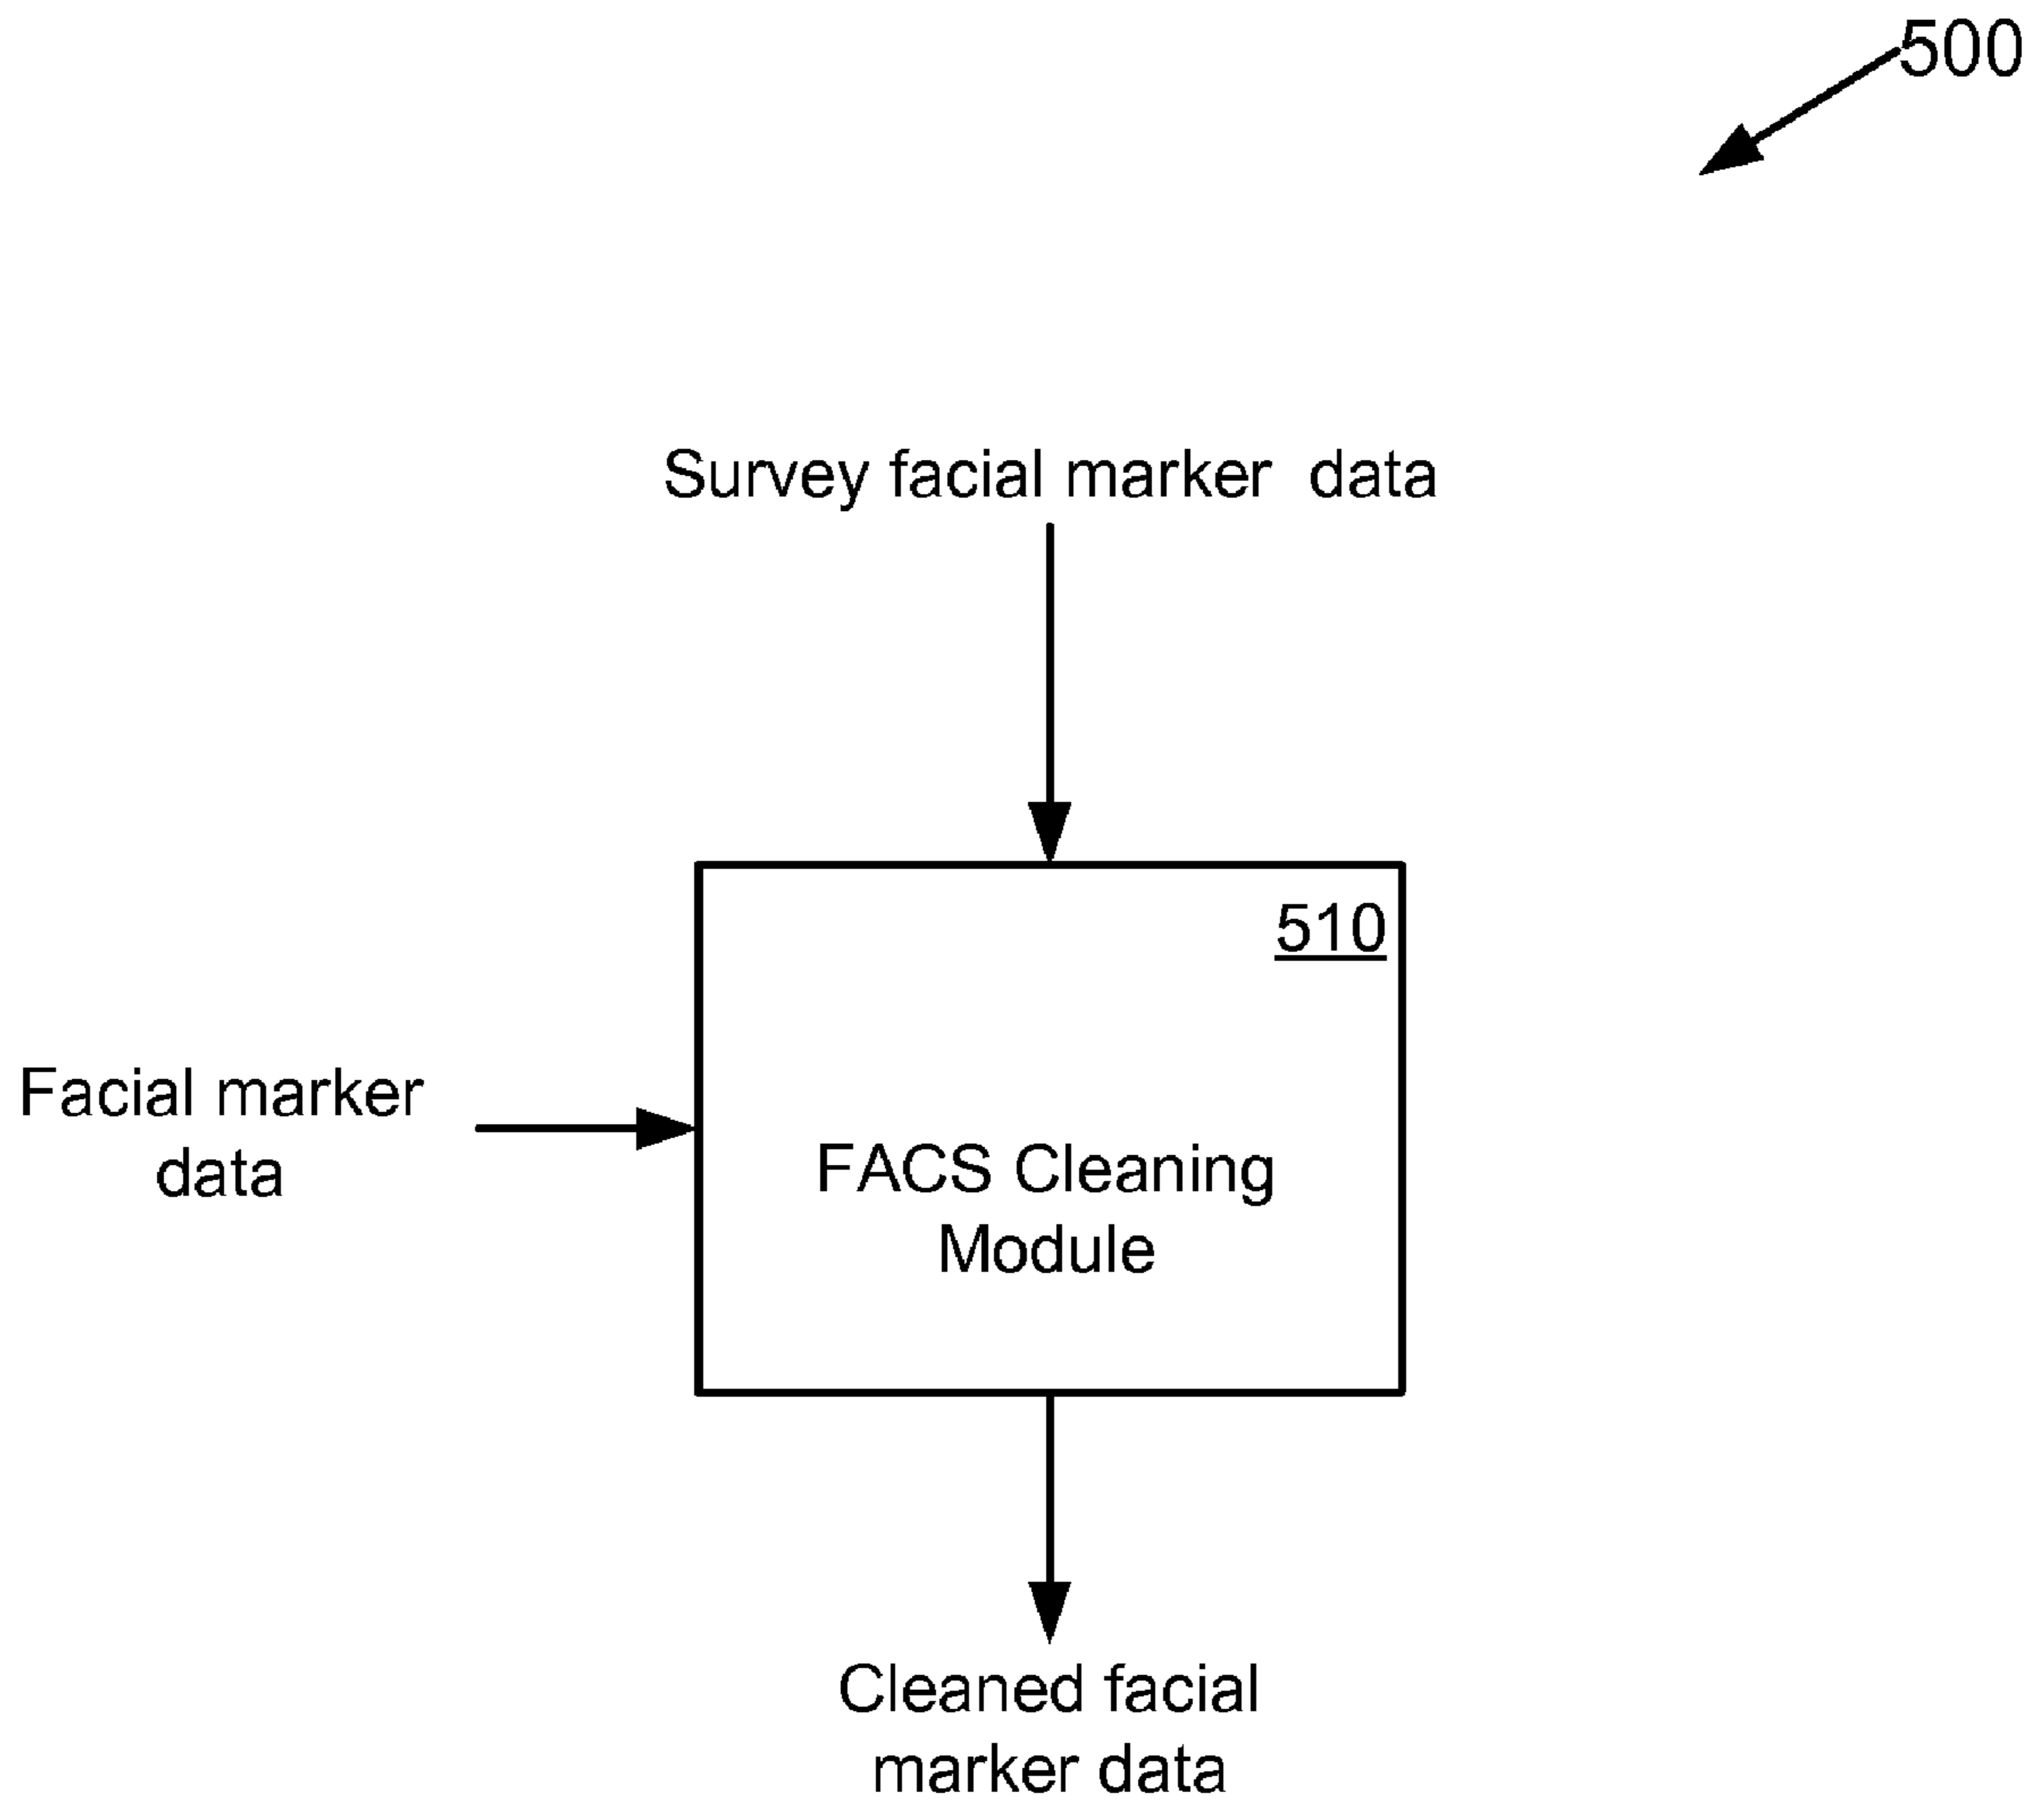 500
Survey facial marker data
510
Facial marker
data
FACS Cleaning
Module
Cleaned facial
marker data